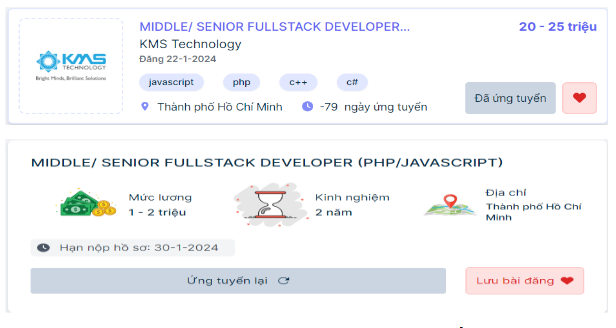 MIDDLE/ SENIOR FULLSTACK DEVELOPER...
20 - 25 triệu
KMS Technology
Đăng 22-1-2024
KMS
TECHNOLOGY
Bright Minds, Brilliant Solutions
javascript php c++ c#
Thành phố Hồ Chí Minh -79 ngày ứng tuyển
Đã ứng tuyển
MIDDLE/ SENIOR FULLSTACK DEVELOPER (PHP/JAVASCRIPT)
Mức lương
1 - 2 triệu
Kinh nghiệm
2 năm
Địa chỉ
Thành phố Hồ Chí
Minh
Hạn nộp hồ sơ: 30-1-2024
Ứng tuyển lại
Lưu bài đăng